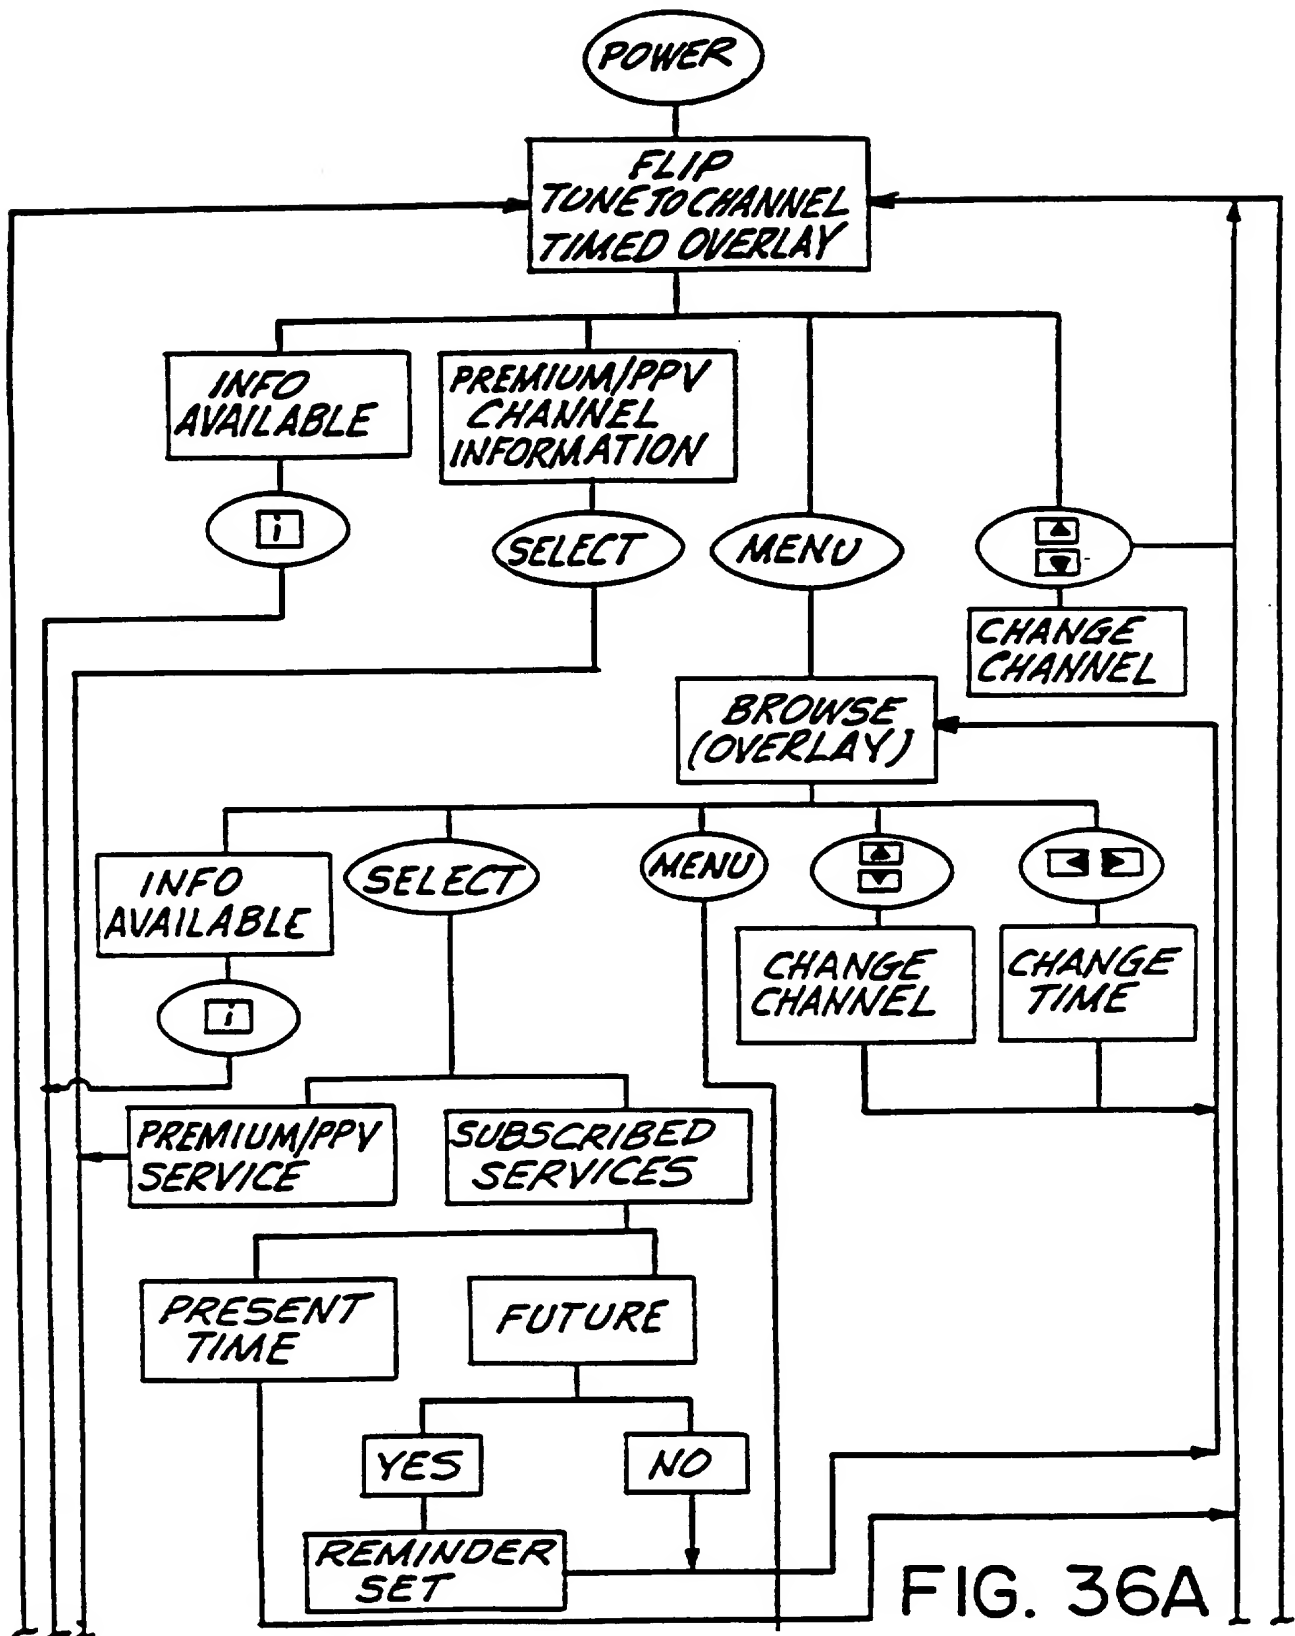 POWER
FLIP
TUNE TO CHANNEL
TIMED OVERLAY
INFO
AVAILABLE
PREMIUM/PPV
CHANNEL
INFORMATION
i
SELECT
MENU
CHANGE
CHANNEL
BROWSE
(OVERLAY)
INFO
AVAILABLE
SELECT
MENU
i
CHANGE
CHANNEL
CHANGE
TIME
PREMIUM/PPV
SERVICE
SUBSCRIBED
SERVICES
PRESENT
TIME
FUTURE
YES
NO
REMINDER
SET
FIG. 36A